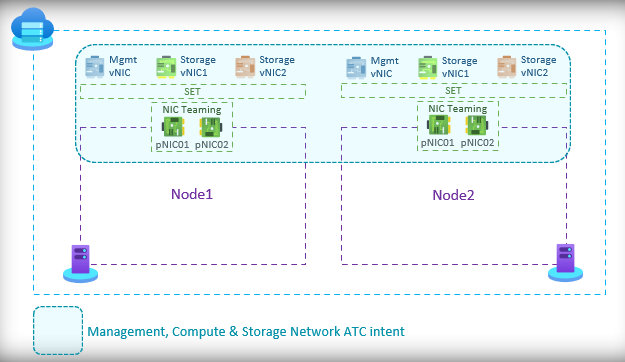 Mgmt
vNIC
Storage
vNIC1
Storage
vNIC2
Mgmt
vNIC
Storage
vNIC1
Storage
vNIC2
SET
SET
NIC Teaming
pNIC01
pNIC02
NIC Teaming
pNIC01
pNIC02
Node1
Node2
Management, Compute & Storage Network ATC intent